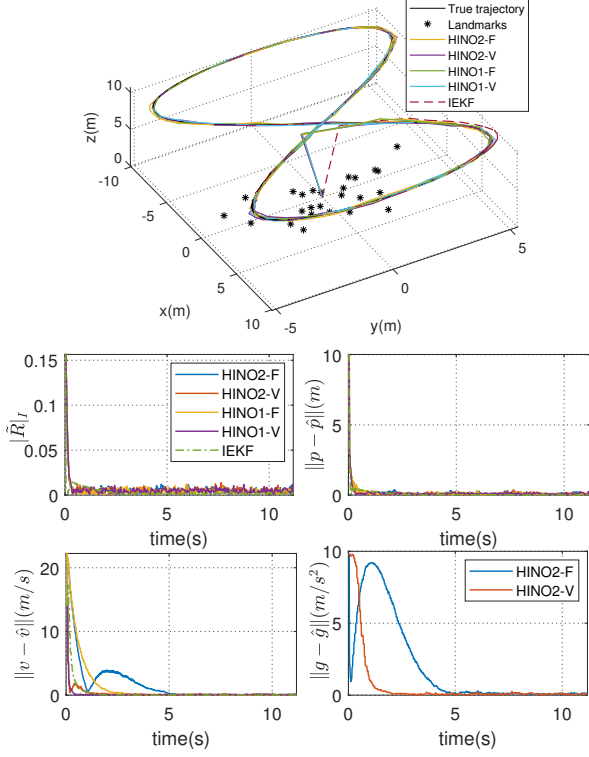 True trajectory
Landmarks
HINO2-F
HINO2-V
HINO1-F
HINO1-V
IEKF
10
5
0
z(m)
-10
-5
0
5
10
x(m)
-5
0
5
y(m)
0.15
0.1
0.05
0
|R̃|_I
HINO2-F
HINO2-V
HINO1-F
HINO1-V
IEKF
0 5 10
time(s)
10
5
0
||p − p̂||(m)
0 5 10
time(s)
20
10
0
||v − v̂||(m/s)
0 5 10
time(s)
10
5
0
||g − ĝ||(m/s²)
HINO2-F
HINO2-V
0 5 10
time(s)